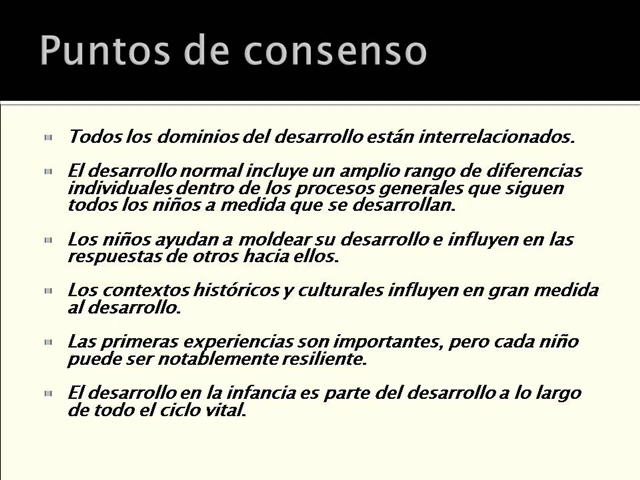 Puntos de consenso
Todos los dominios del desarrollo están interrelacionados.
El desarrollo normal incluye un amplio rango de diferencias
individuales dentro de los procesos generales que siguen
todos los niños a medida que se desarrollan.
Los niños ayudan a moldear su desarrollo e influyen en las
respuestas de otros hacia ellos.
Los contextos históricos y culturales influyen en gran medida
al desarrollo.
Las primeras experiencias son importantes, pero cada niño
puede ser notablemente resiliente.
El desarrollo en la infancia es parte del desarrollo a lo largo
de todo el ciclo vital.